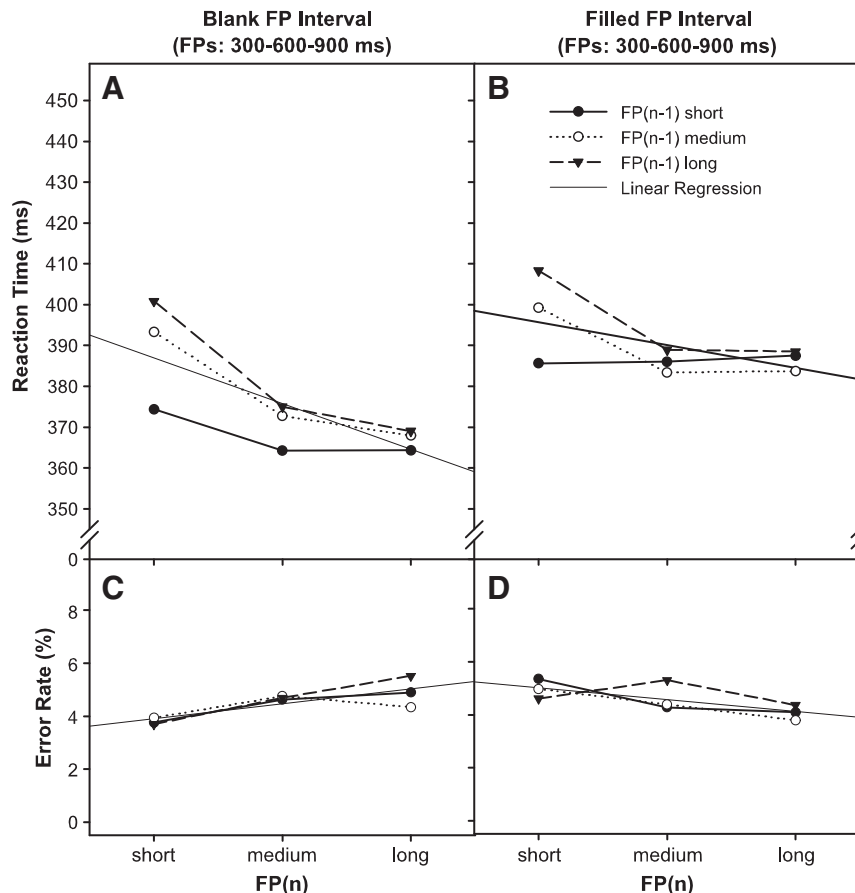 Blank FP Interval
(FPs: 300-600-900 ms)
Filled FP Interval
(FPs: 300-600-900 ms)
A
B
450
440
430
420
410
400
390
380
370
360
350
0
Reaction Time (ms)
FP(n-1) short
FP(n-1) medium
FP(n-1) long
Linear Regression
C
D
8
6
4
2
0
Error Rate (%)
short medium long
short medium long
FP(n)
FP(n)